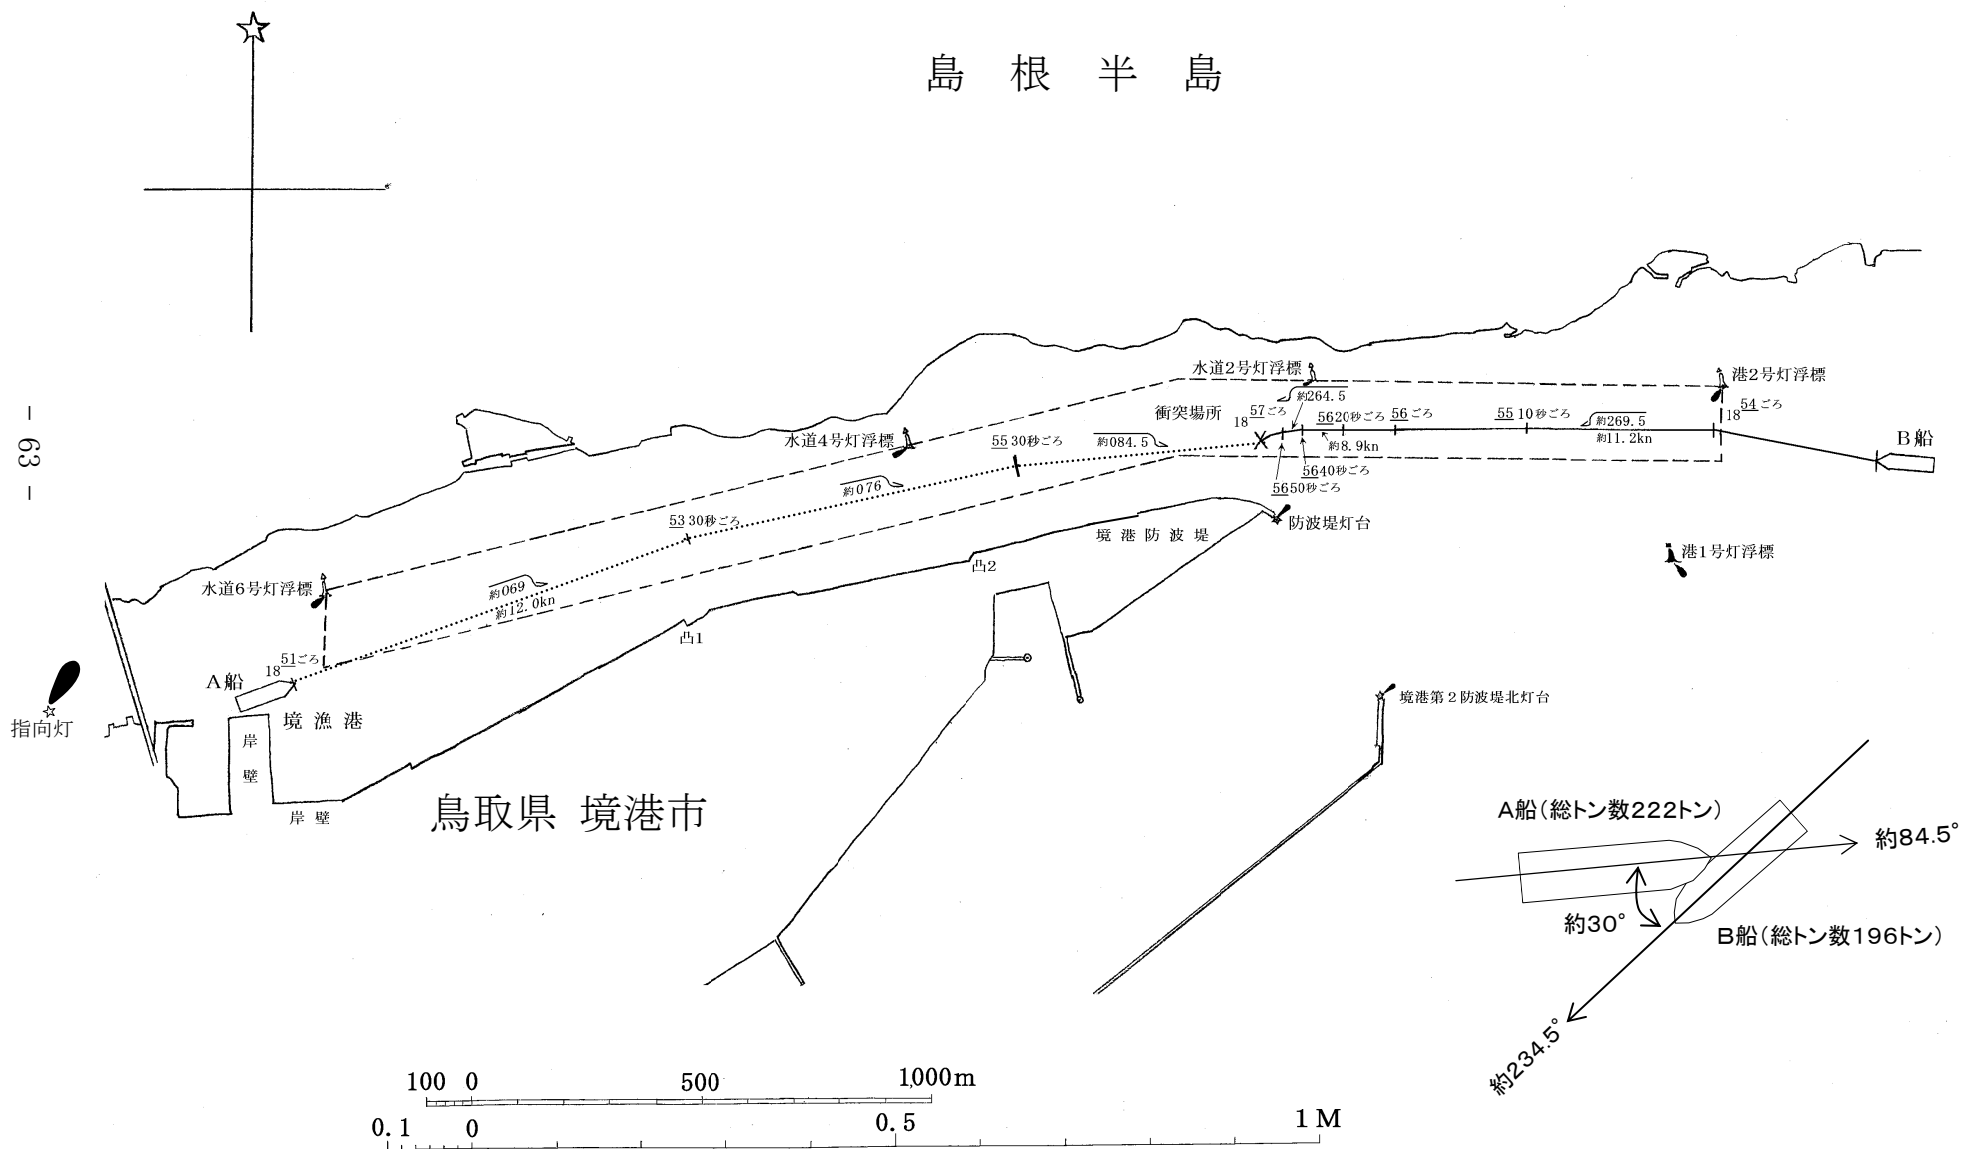 島 根 半 島
- 63 -
水道2号灯浮標
港2号灯浮標
約264.5
衝突場所
18 57ごろ
5620秒ごろ
56ごろ
55 10秒ごろ
約269.5
18 54ごろ
約8.9kn
約11.2kn
B船
5640秒ごろ
5650秒ごろ
水道4号灯浮標
55 30秒ごろ
約084.5
約076
53 30秒ごろ
防波堤灯台
境港防波堤
港1号灯浮標
凸2
水道6号灯浮標
約069
約12.0kn
凸1
18 51ごろ
A船
指向灯
境漁港
岸壁
岸壁
境港第2防波堤北灯台
鳥取県 境港市
A船(総トン数222トン)
約84.5°
約30°
B船(総トン数196トン)
約234.5°
100 0 500 1,000m
0.1 0 0.5 1 M